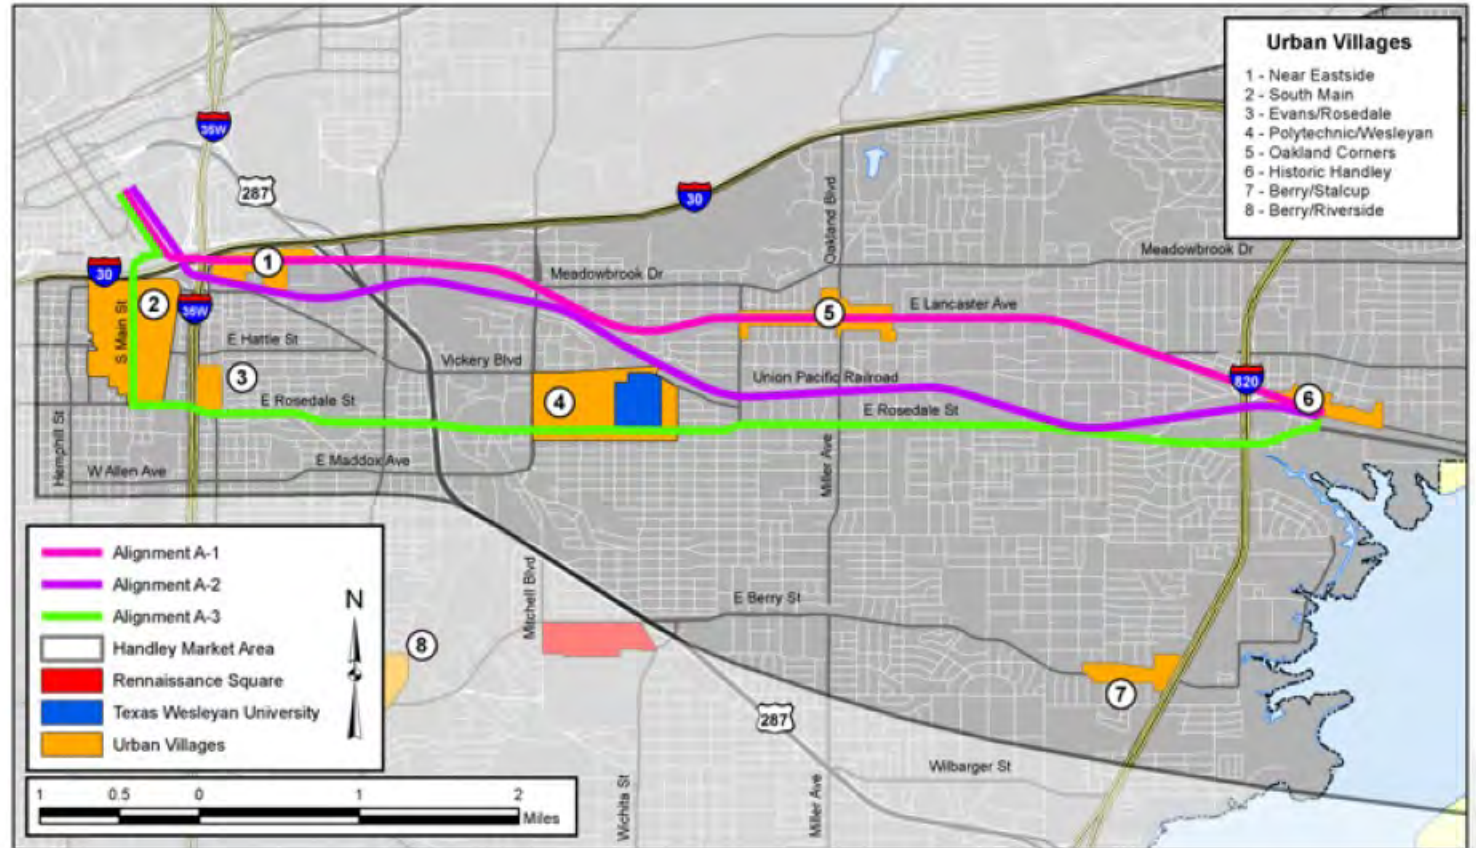 Urban Villages
1 - Near Eastside
2 - South Main
3 - Evans/Rosedale
4 - Polytechnic/Wesleyan
5 - Oakland Corners
6 - Historic Handley
7 - Berry/Stalcup
8 - Berry/Riverside
35W
287
30
Oakland Blvd
Meadowbrook Dr
1
30
Meadowbrook Dr
2
35W
S Main St
5
E Lancaster Ave
E Hattie St
Vickery Blvd
3
Union Pacific Railroad
820
6
4
E Rosedale St
E Rosedale St
Hemphill St
W Allen Ave
E Maddox Ave
Miller Ave
Alignment A-1
Alignment A-2
Alignment A-3
Handley Market Area
Rennaissance Square
Texas Wesleyan University
Urban Villages
N
Mitchell Blvd
E Berry St
8
7
287
Wilbarger St
Wichita St
Miller Ave
1 0.5 0 1 2
Miles